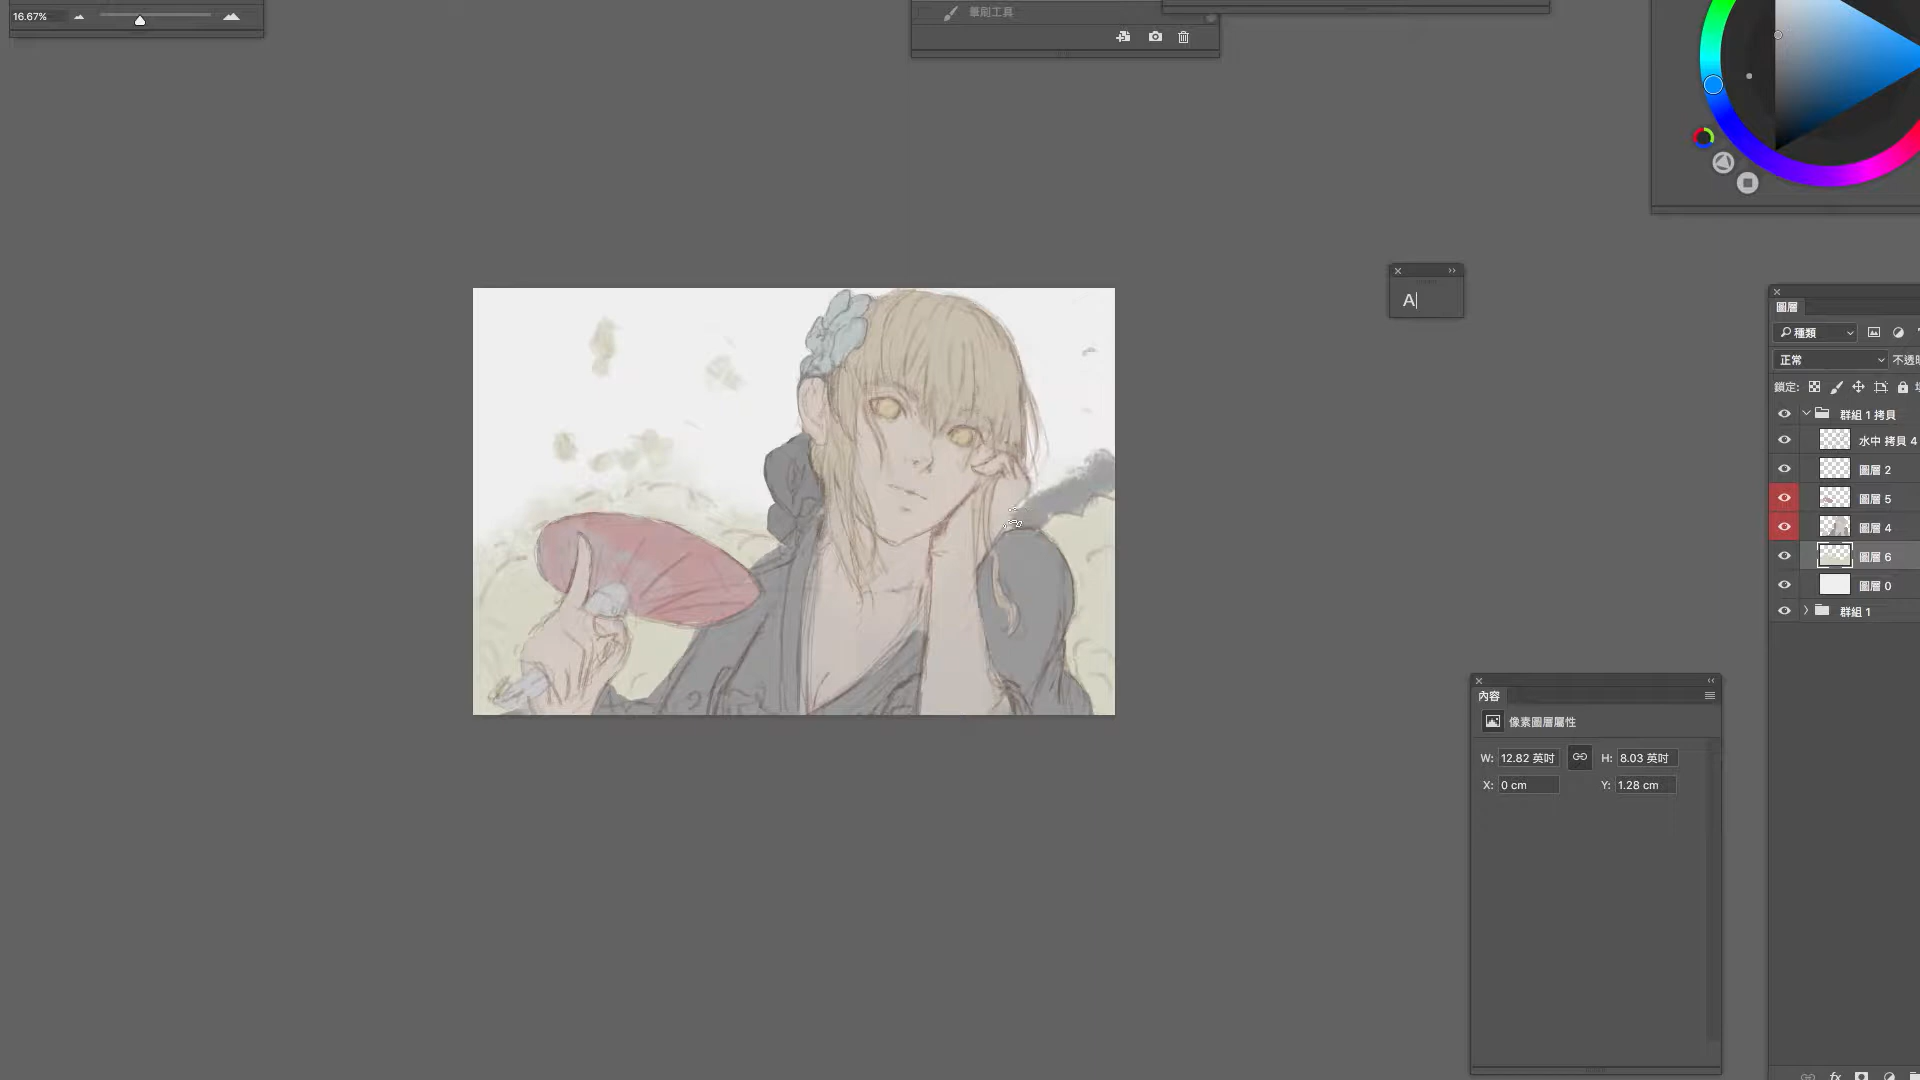 16.67%
筆刷工具
A
圖層
種類
正常
不透明
鎖定:
群組 1 拷貝
水中 拷貝 4
圖層 2
圖層 5
圖層 4
圖層 6
圖層 0
群組 1
內容
像素圖層屬性
W: 12.82 英吋 H: 8.03 英吋
X: 0 cm Y: 1.28 cm
fx